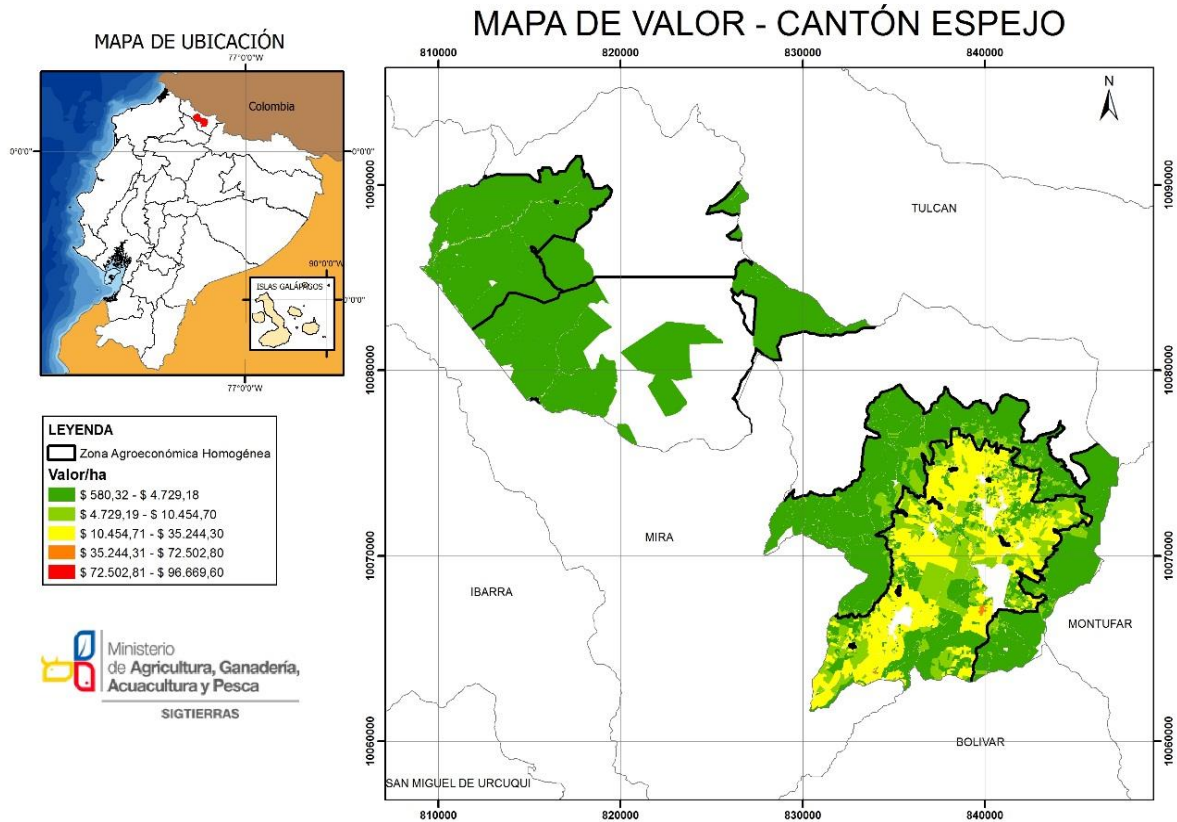 MAPA DE VALOR - CANTÓN ESPEJO
MAPA DE UBICACIÓN
77°0'0"W
Colombia
0°0'0"
0°0'0"
90°0'0"W
ISLAS GALÁPAGOS
0°0'0"
77°0'0"W
90°0'0"W
LEYENDA
Zona Agroeconómica Homogénea
Valor/ha
$ 580,32 - $ 4.729,18
$ 4.729,19 - $ 10.454,70
$ 10.454,71 - $ 35.244,30
$ 35.244,31 - $ 72.502,80
$ 72.502,81 - $ 96.669,60
Ministerio
de Agricultura, Ganadería,
Acuacultura y Pesca
SIGTIERRAS
810000
820000
830000
840000
N
10090000
10090000
TULCAN
10080000
10080000
10070000
10070000
MIRA
IBARRA
MONTUFAR
10060000
10060000
BOLIVAR
SAN MIGUEL DE URCUQUI
810000
820000
830000
840000